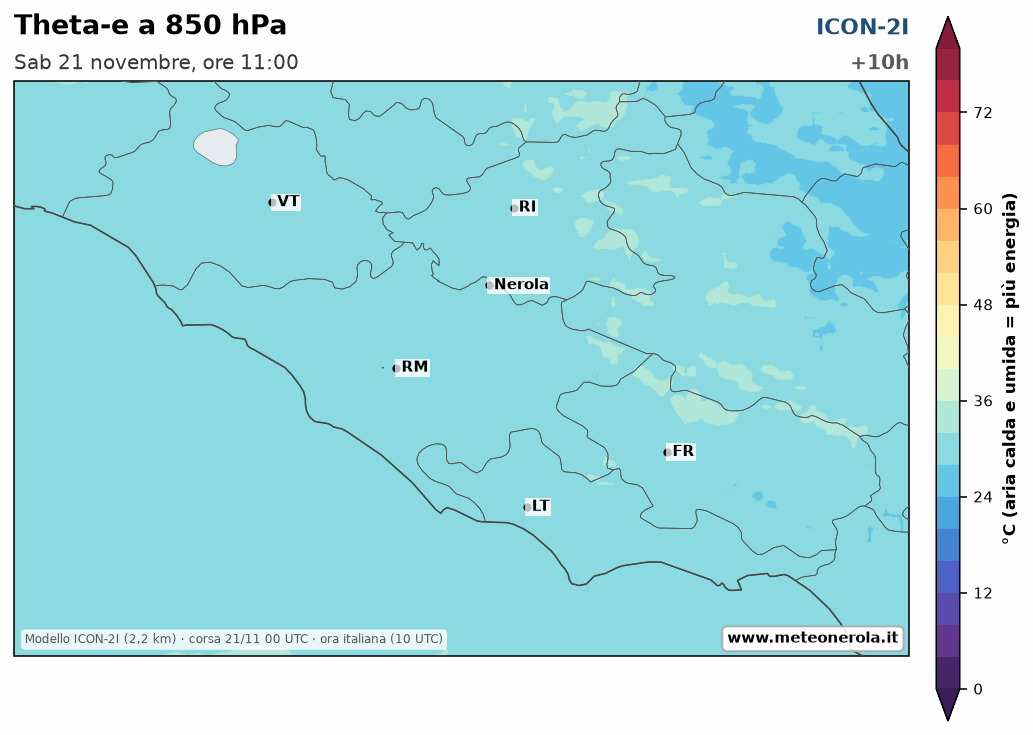 Theta-e a 850 hPa
ICON-2I
Sab 21 novembre, ore 11:00
+10h
VT
RI
Nerola
RM
FR
LT
Modello ICON-2I (2,2 km) · corsa 21/11 00 UTC · ora italiana (10 UTC)
www.meteonerola.it
72
60
48
36
24
12
0
°C (aria calda e umida = più energia)